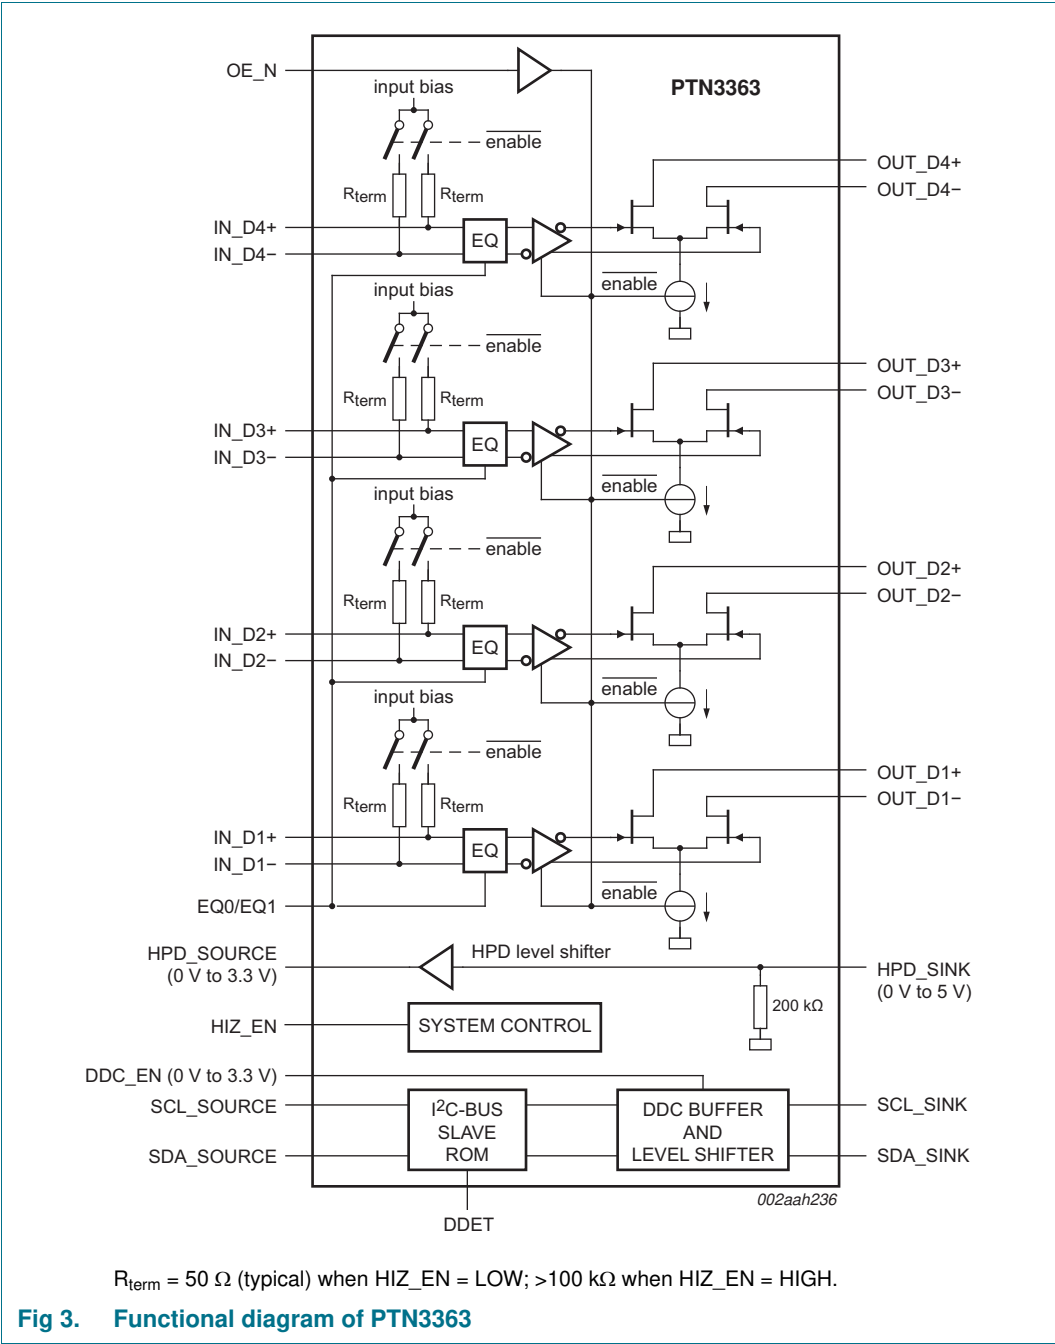 OE_N
PTN3363
input bias
enable
Rterm
Rterm
OUT_D4+
OUT_D4−
IN_D4+
IN_D4−
EQ
enable
input bias
enable
Rterm
Rterm
OUT_D3+
OUT_D3−
IN_D3+
IN_D3−
EQ
enable
input bias
enable
Rterm
Rterm
OUT_D2+
OUT_D2−
IN_D2+
IN_D2−
EQ
enable
input bias
enable
Rterm
Rterm
OUT_D1+
OUT_D1−
IN_D1+
IN_D1−
EQ
enable
EQ0/EQ1
HPD_SOURCE
(0 V to 3.3 V)
HPD level shifter
HPD_SINK
(0 V to 5 V)
200 kΩ
HIZ_EN
SYSTEM CONTROL
DDC_EN (0 V to 3.3 V)
SCL_SOURCE
SDA_SOURCE
I2C-BUS
SLAVE
ROM
DDC BUFFER
AND
LEVEL SHIFTER
SCL_SINK
SDA_SINK
002aah236
DDET
Rterm = 50 Ω (typical) when HIZ_EN = LOW; >100 kΩ when HIZ_EN = HIGH.
Fig 3. Functional diagram of PTN3363